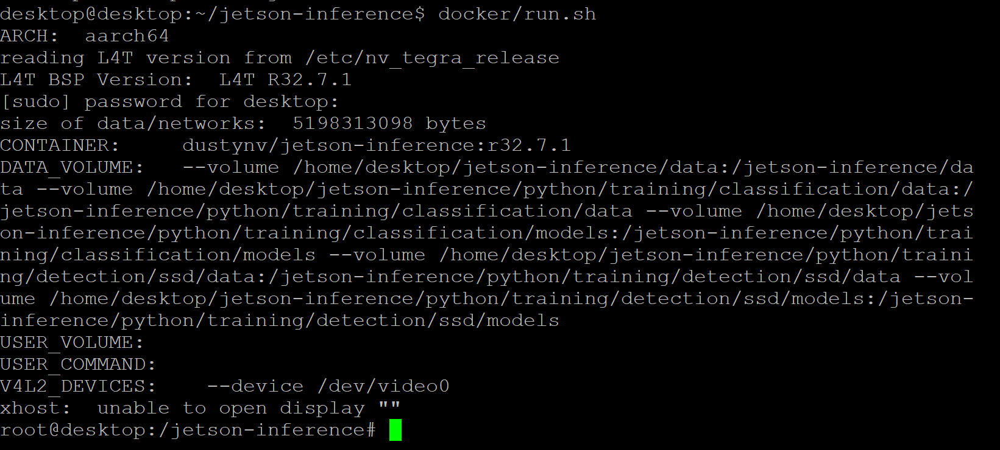 desktop@desktop:~/jetson-inference$ docker/run.sh
ARCH:  aarch64
reading L4T version from /etc/nv_tegra_release
L4T BSP Version:  L4T R32.7.1
[sudo] password for desktop:
size of data/networks:  5198313098 bytes
CONTAINER:     dustynv/jetson-inference:r32.7.1
DATA_VOLUME:   --volume /home/desktop/jetson-inference/data:/jetson-inference/da
ta --volume /home/desktop/jetson-inference/python/training/classification/data:/
jetson-inference/python/training/classification/data --volume /home/desktop/jets
on-inference/python/training/classification/models:/jetson-inference/python/trai
ning/classification/models --volume /home/desktop/jetson-inference/python/traini
ng/detection/ssd/data:/jetson-inference/python/training/detection/ssd/data --vol
ume /home/desktop/jetson-inference/python/training/detection/ssd/models:/jetson-
inference/python/training/detection/ssd/models
USER_VOLUME:
USER_COMMAND:
V4L2_DEVICES:    --device /dev/video0
xhost:  unable to open display ""
root@desktop:/jetson-inference#